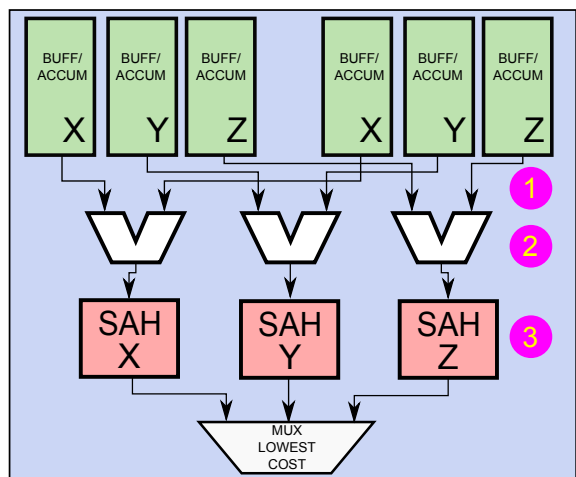 BUFF/
ACCUM
X
BUFF/
ACCUM
Y
BUFF/
ACCUM
Z
BUFF/
ACCUM
X
BUFF/
ACCUM
Y
BUFF/
ACCUM
Z
1
2
SAH
X
SAH
Y
SAH
Z
3
MUX
LOWEST
COST